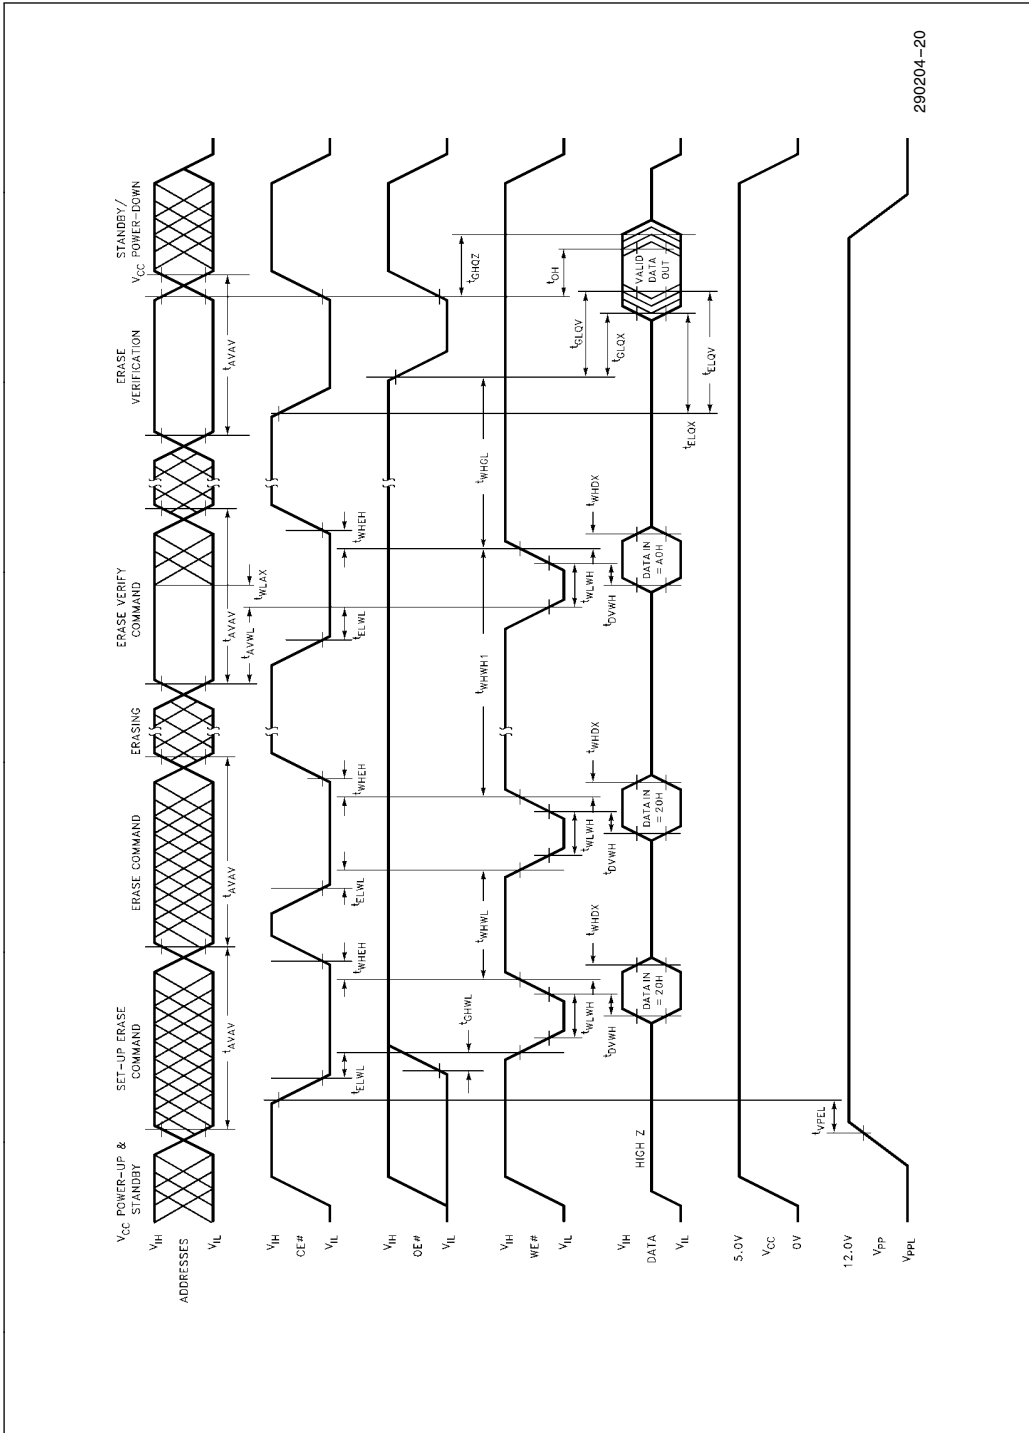 290204–20
VCC POWER-UP &
STANDBY
SET-UP ERASE
COMMAND
ERASE COMMAND
ERASING
ERASE VERIFY
COMMAND
ERASE
VERIFICATION
STANDBY/
VCC POWER-DOWN
VIH
ADDRESSES
VIL
tAVAV
tAVAV
tAVAV
tAVAV
tAVWL
tWLAX
tAVAV
VIH
CE#
VIL
tELWL
tWHEH
tELWL
tWHEH
tELWL
tWHEH
VIH
OE#
VIL
tGHWL
tWHWL
tWHWH1
tWHGL
tGHQZ
VIH
WE#
VIL
tWLWH
tWHDX
tDVWH
tWLWH
tWHDX
tDVWH
tWLWH
tWHDX
tDVWH
tGLQV
tGLQX
tOH
VIH
DATA
VIL
HIGH Z
DATA IN
= 20H
DATA IN
= 20H
DATA IN
= A0H
VALID
DATA
OUT
tELQX
tELQV
5.0V
VCC
0V
tVPEL
12.0V
VPP
VPPL